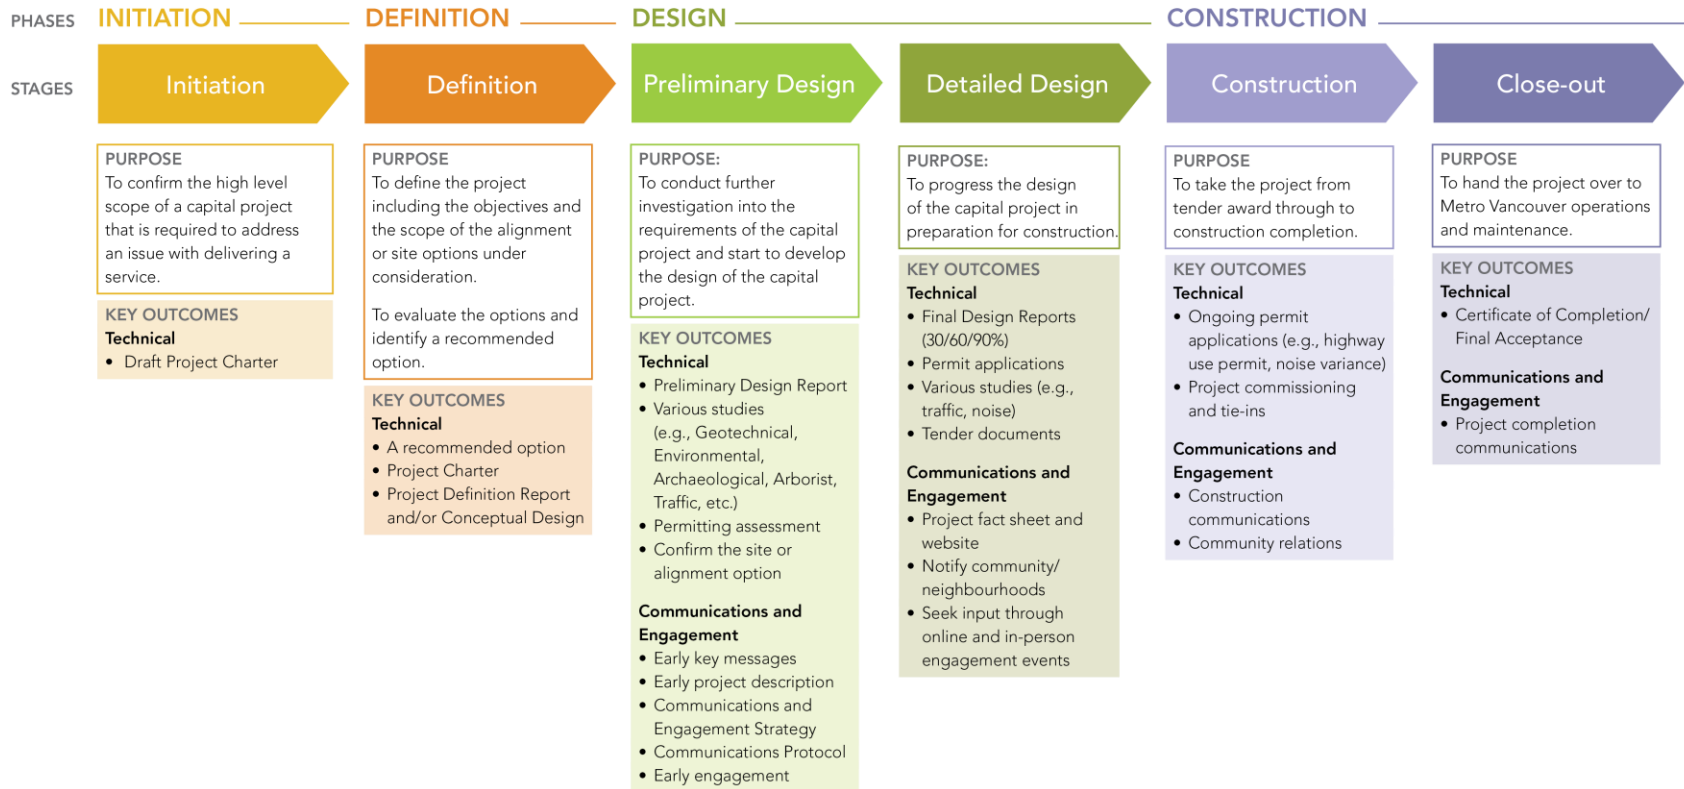 PHASES
INITIATION
DEFINITION
DESIGN
CONSTRUCTION
STAGES
Initiation
Definition
Preliminary Design
Detailed Design
Construction
Close-out
PURPOSE
To confirm the high level
scope of a capital project
that is required to address
an issue with delivering a
service.
KEY OUTCOMES
Technical
• Draft Project Charter
PURPOSE
To define the project
including the objectives and
the scope of the alignment
or site options under
consideration.
To evaluate the options and
identify a recommended
option.
KEY OUTCOMES
Technical
• A recommended option
• Project Charter
• Project Definition Report
and/or Conceptual Design
PURPOSE:
To conduct further
investigation into the
requirements of the capital
project and start to develop
the design of the capital
project.
KEY OUTCOMES
Technical
• Preliminary Design Report
• Various studies
(e.g., Geotechnical,
Environmental,
Archaeological, Arborist,
Traffic, etc.)
• Permitting assessment
• Confirm the site or
alignment option
Communications and
Engagement
• Early key messages
• Early project description
• Communications and
Engagement Strategy
• Communications Protocol
• Early engagement
PURPOSE:
To progress the design
of the capital project in
preparation for construction.
KEY OUTCOMES
Technical
• Final Design Reports
(30/60/90%)
• Permit applications
• Various studies (e.g.,
traffic, noise)
• Tender documents
Communications and
Engagement
• Project fact sheet and
website
• Notify community/
neighbourhoods
• Seek input through
online and in-person
engagement events
PURPOSE
To take the project from
tender award through to
construction completion.
KEY OUTCOMES
Technical
• Ongoing permit
applications (e.g., highway
use permit, noise variance)
• Project commissioning
and tie-ins
Communications and
Engagement
• Construction
communications
• Community relations
PURPOSE
To hand the project over to
Metro Vancouver operations
and maintenance.
KEY OUTCOMES
Technical
• Certificate of Completion/
Final Acceptance
Communications and
Engagement
• Project completion
communications